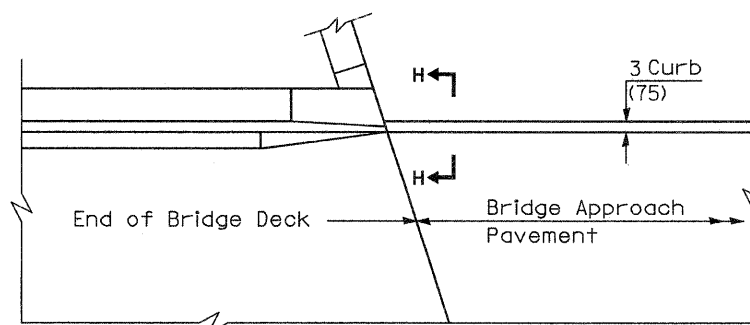 H
3 Curb
(75)
H
End of Bridge Deck
Bridge Approach
Pavement